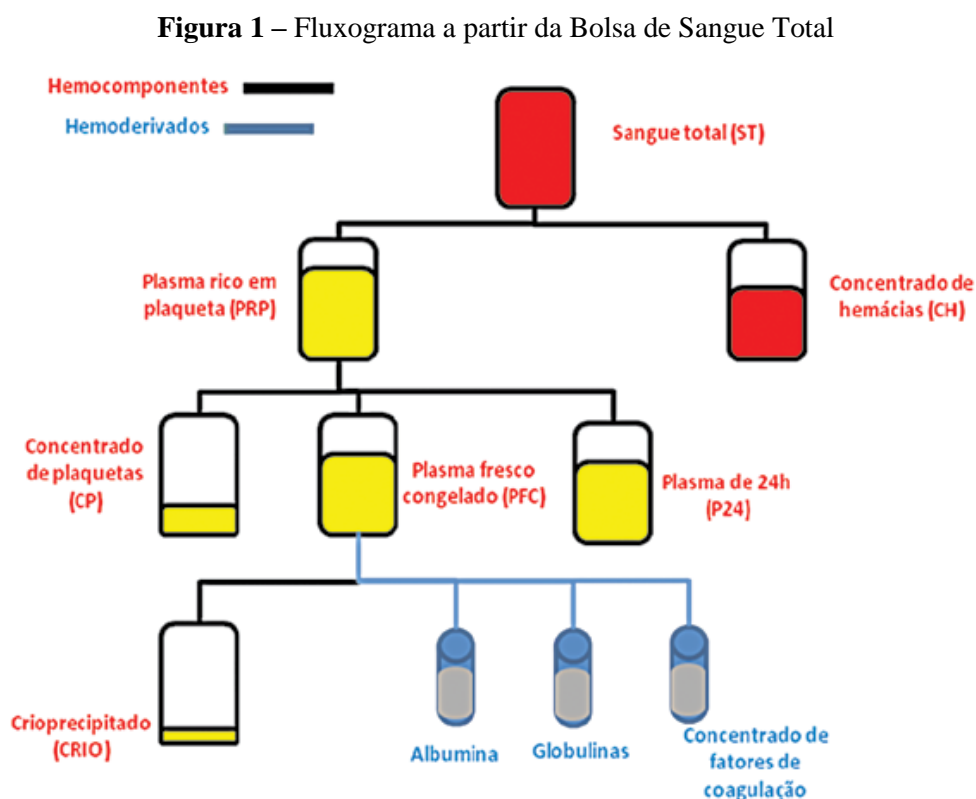 Figura 1 – Fluxograma a partir da Bolsa de Sangue Total
Hemocomponentes
Hemoderivados
Sangue total (ST)
Plasma rico em
plaqueta (PRP)
Concentrado de
hemácias (CH)
Concentrado
de plaquetas
(CP)
Plasma fresco
congelado (PFC)
Plasma de 24h
(P24)
Crioprecipitado
(CRIO)
Albumina
Globulinas
Concentrado de
fatores de
coagulação